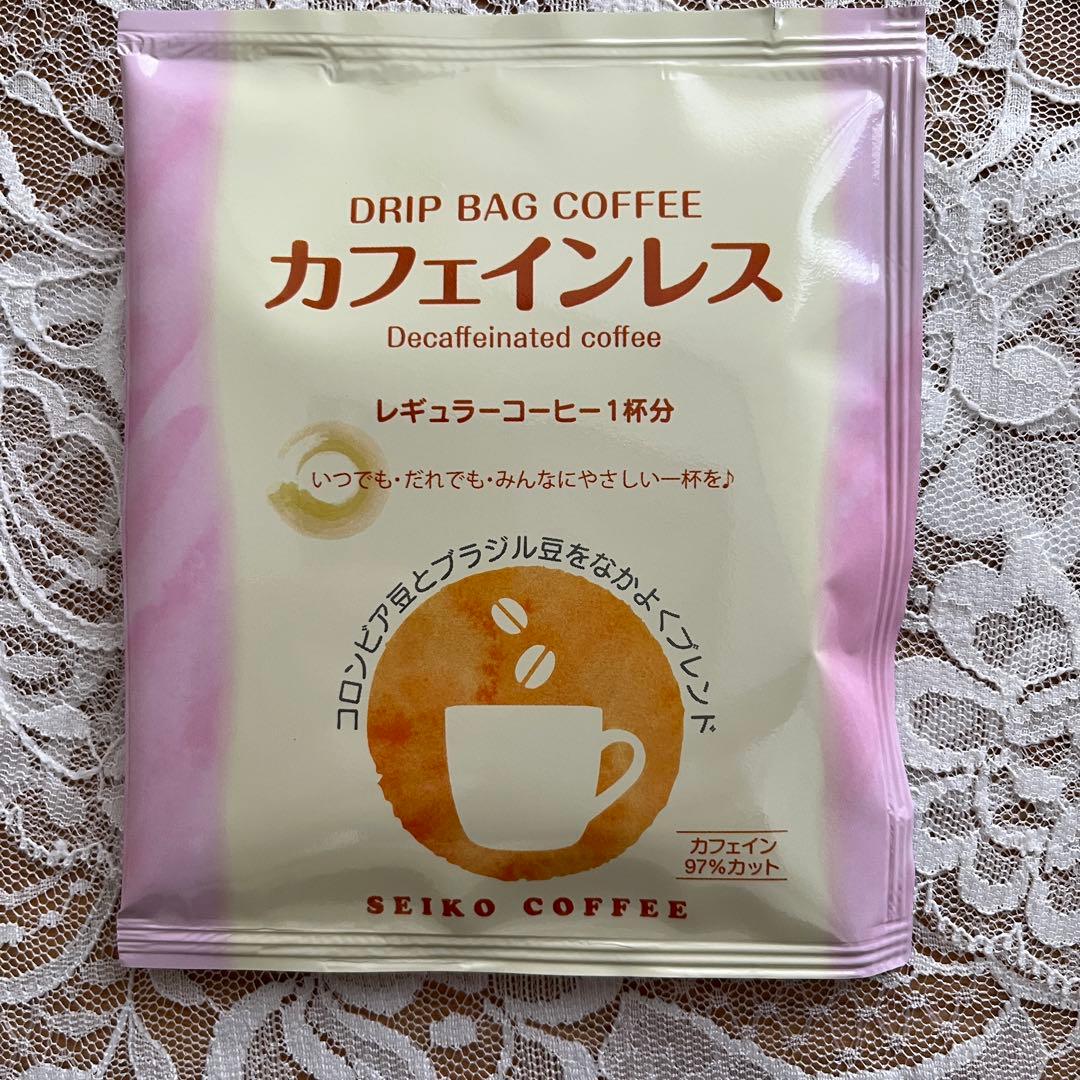 DRIP BAG COFFEE
カフェインレス
Decaffeinated coffee
レギュラーコーヒー1杯分
いつでも・だれでも・みんなにやさしい一杯を♪
コロンビア豆とブラジル豆をなかよくブレンド
カフェイン
97%カット
SEIKO COFFEE